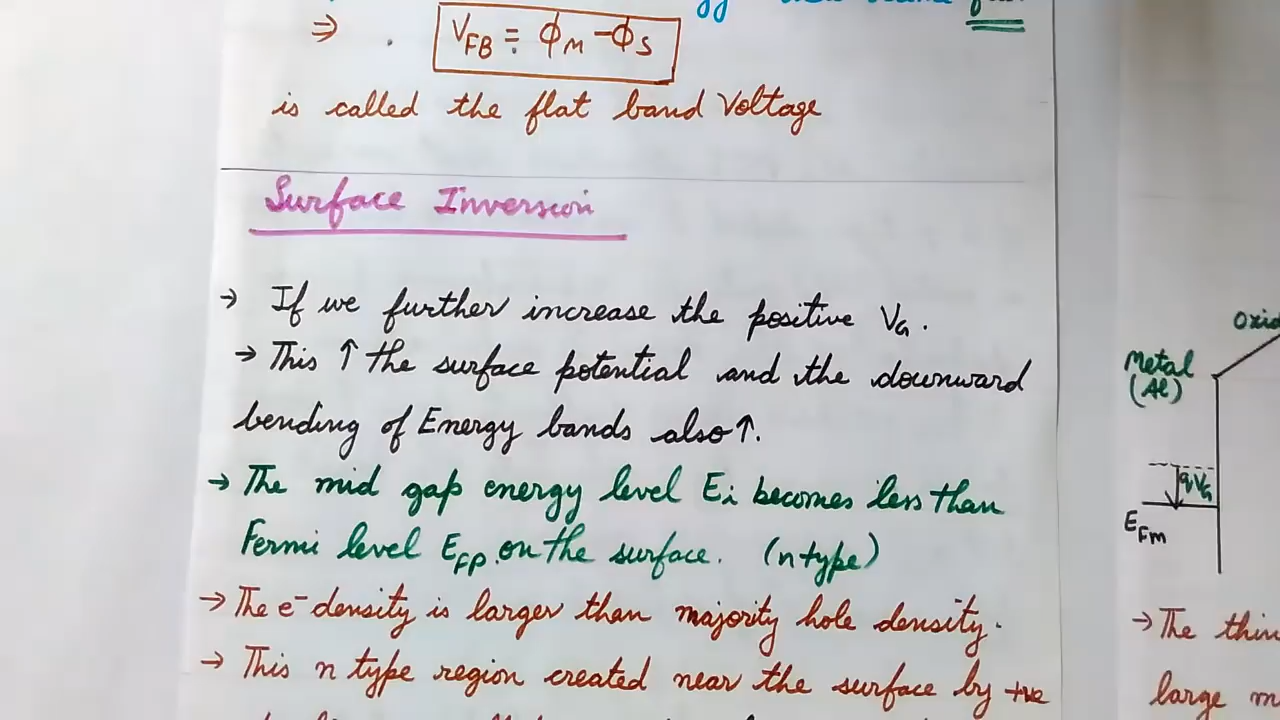 ⇒ V_FB = ϕ_M - ϕ_S
is called the flat band Voltage
Surface Inversion
→ If we further increase the positive V_G.
→ This ↑ the surface potential and the downward
bending of Energy bands also ↑.
→ The mid gap energy level Ei becomes less than
Fermi level E_FP on the surface. (n type)
→ The e⁻ density is larger than majority hole density.
→ This n type region created near the surface by +ve
Oxid
Metal
(Al)
qV_G
E_Fm
→ The thin
large m